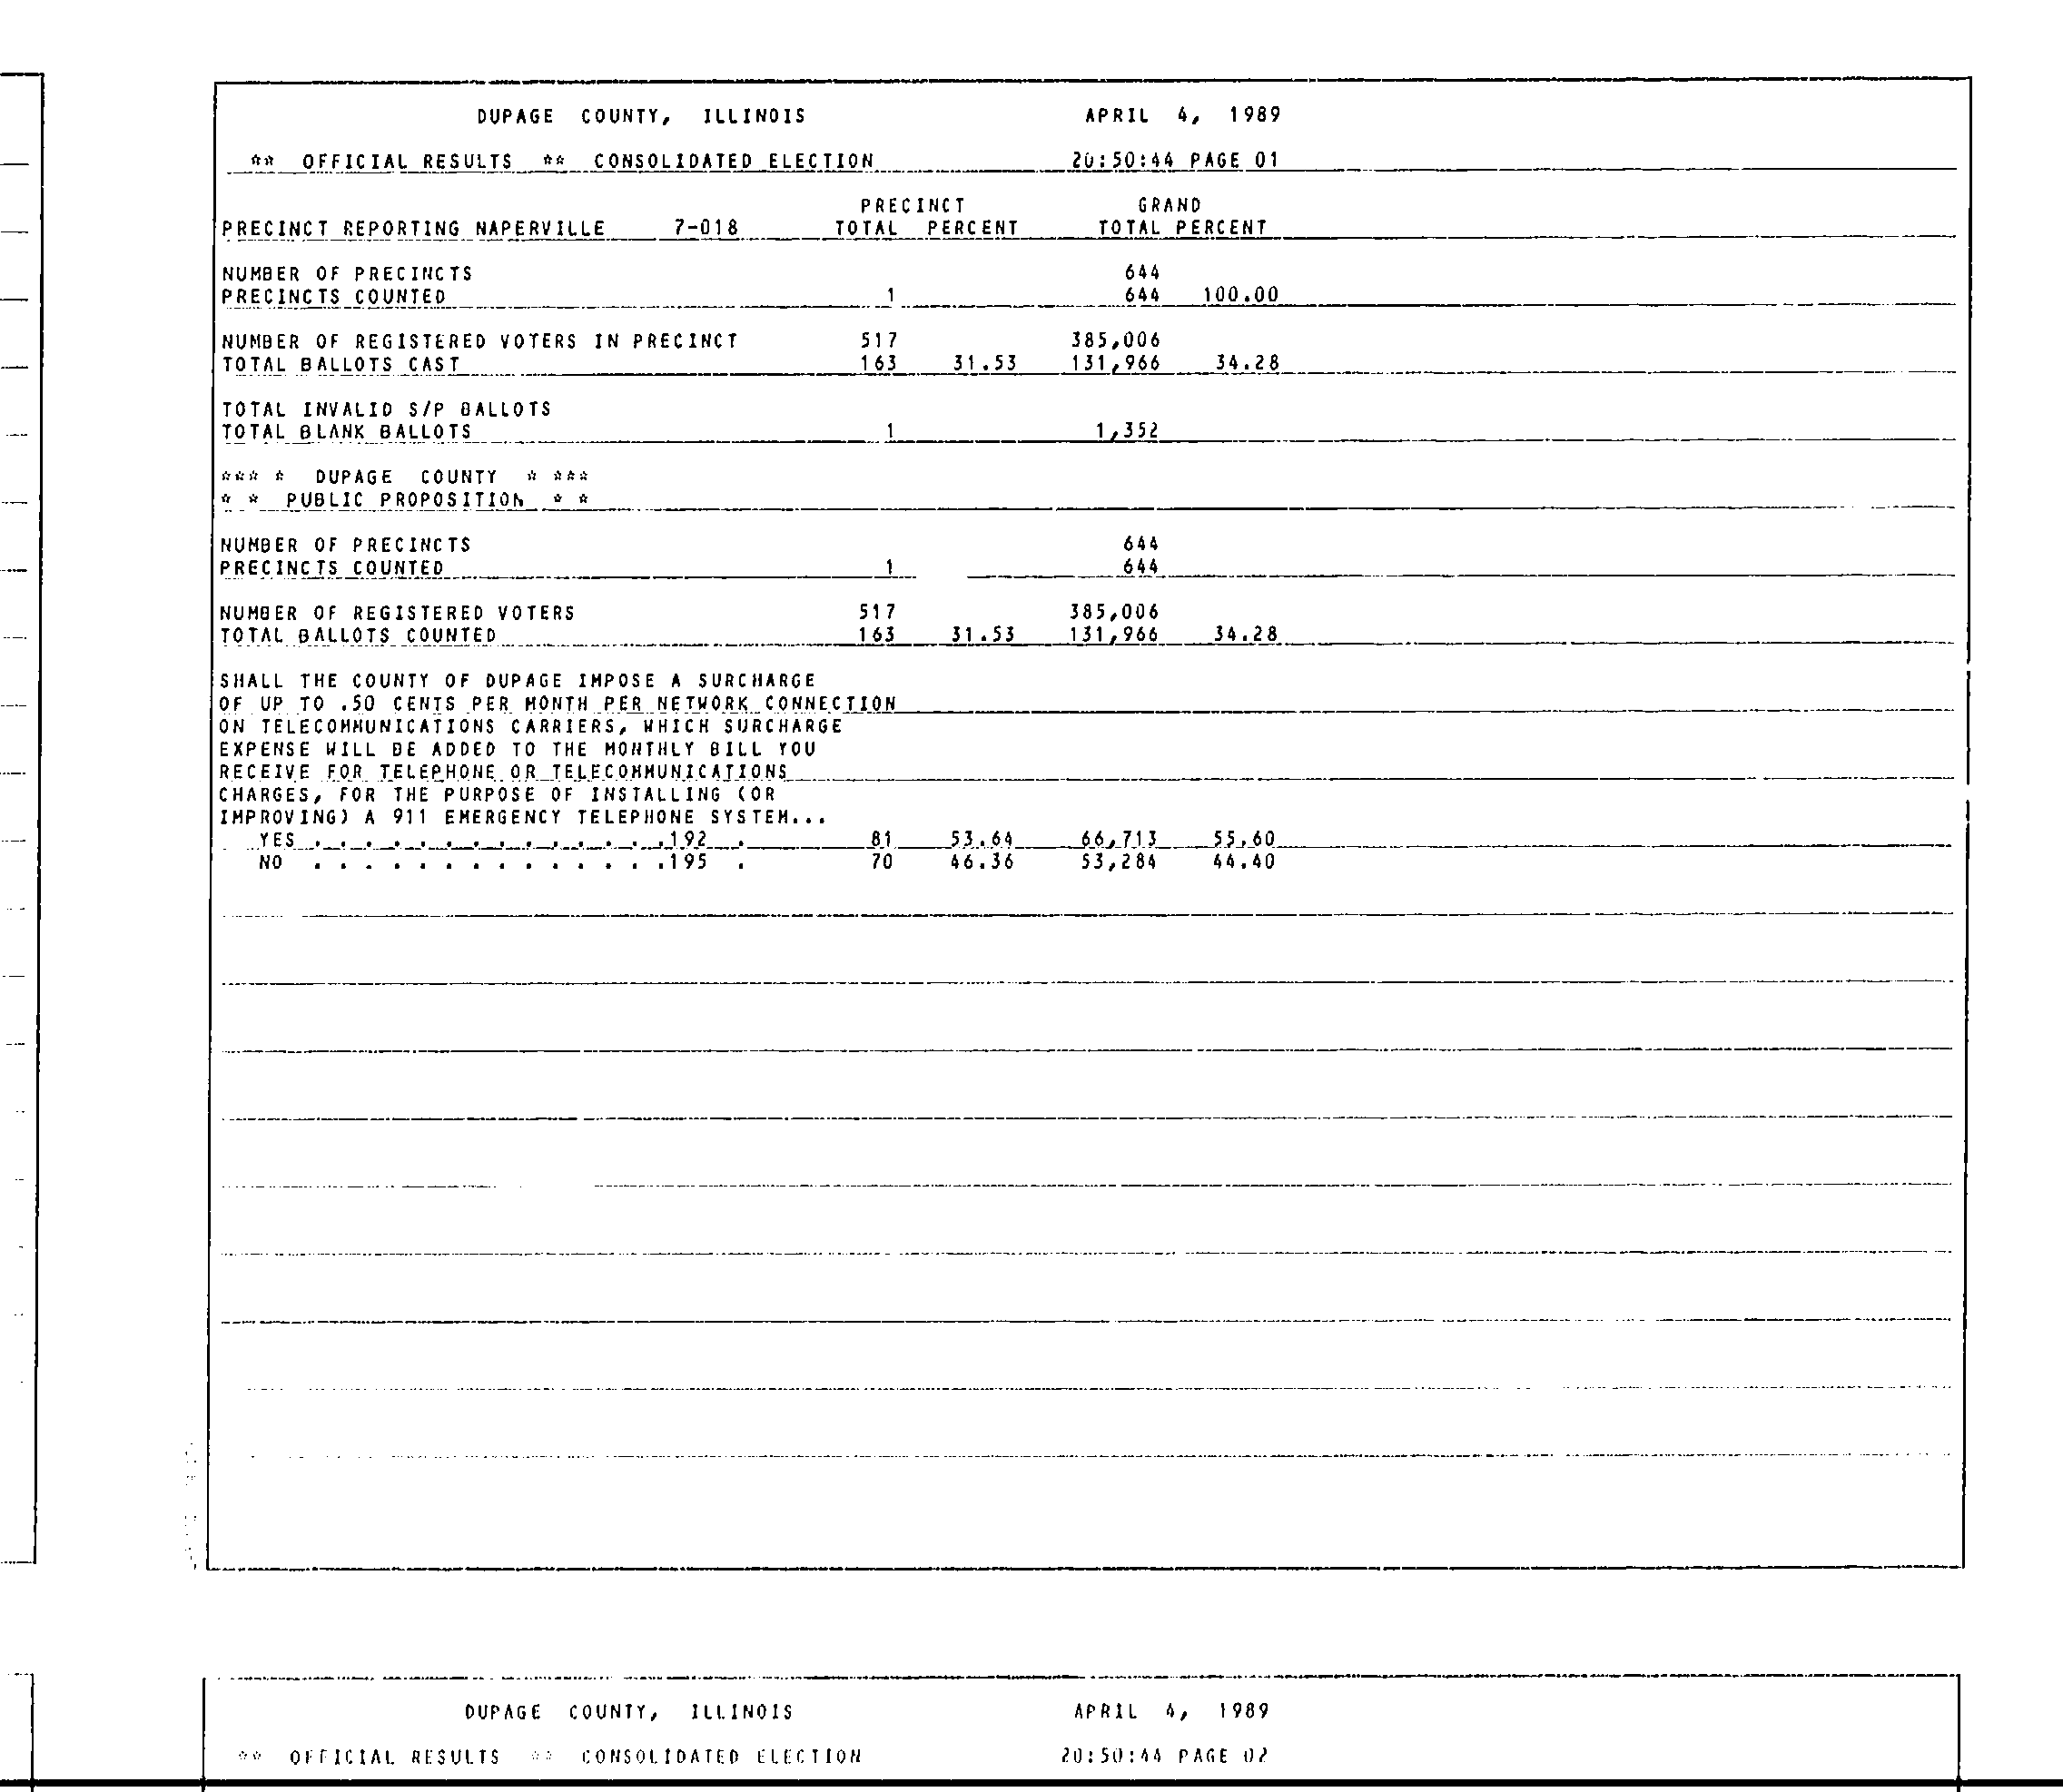 DUPAGE COUNTY, ILLINOIS APRIL 4, 1989
** OFFICIAL RESULTS ** CONSOLIDATED ELECTION 20:50:44 PAGE 01
PRECINCT GRAND
PRECINCT REPORTING NAPERVILLE 7-018 TOTAL PERCENT TOTAL PERCENT
NUMBER OF PRECINCTS 644
PRECINCTS COUNTED 1 644 100.00
NUMBER OF REGISTERED VOTERS IN PRECINCT 517 385,006
TOTAL BALLOTS CAST 163 31.53 131,966 34.28
TOTAL INVALID S/P BALLOTS
TOTAL BLANK BALLOTS 1 1,352
*** * DUPAGE COUNTY * ***
* * PUBLIC PROPOSITION * *
NUMBER OF PRECINCTS 644
PRECINCTS COUNTED 1 644
NUMBER OF REGISTERED VOTERS 517 385,006
TOTAL BALLOTS COUNTED 163 31.53 131,966 34.28
SHALL THE COUNTY OF DUPAGE IMPOSE A SURCHARGE
OF UP TO .50 CENTS PER MONTH PER NETWORK CONNECTION
ON TELECOMMUNICATIONS CARRIERS, WHICH SURCHARGE
EXPENSE WILL BE ADDED TO THE MONTHLY BILL YOU
RECEIVE FOR TELEPHONE OR TELECOMMUNICATIONS
CHARGES, FOR THE PURPOSE OF INSTALLING (OR
IMPROVING) A 911 EMERGENCY TELEPHONE SYSTEM...
YES . . . . . . . . . . . . . .192 . 81 53.64 66,713 55.60
NO . . . . . . . . . . . . . .195 . 70 46.36 53,284 44.40
DUPAGE COUNTY, ILLINOIS APRIL 4, 1989
** OFFICIAL RESULTS ** CONSOLIDATED ELECTION 20:50:44 PAGE 02